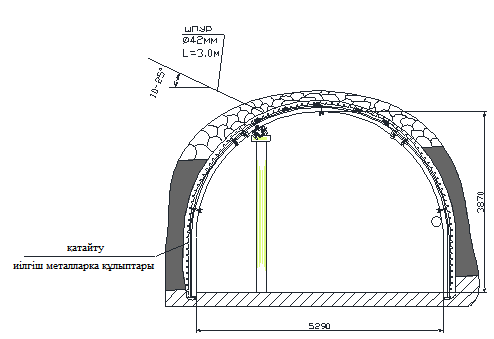 шпур
Ø42мм
L=3.0м
10-25°
3870
қатайту
иілгіш металларка құлыптары
5290